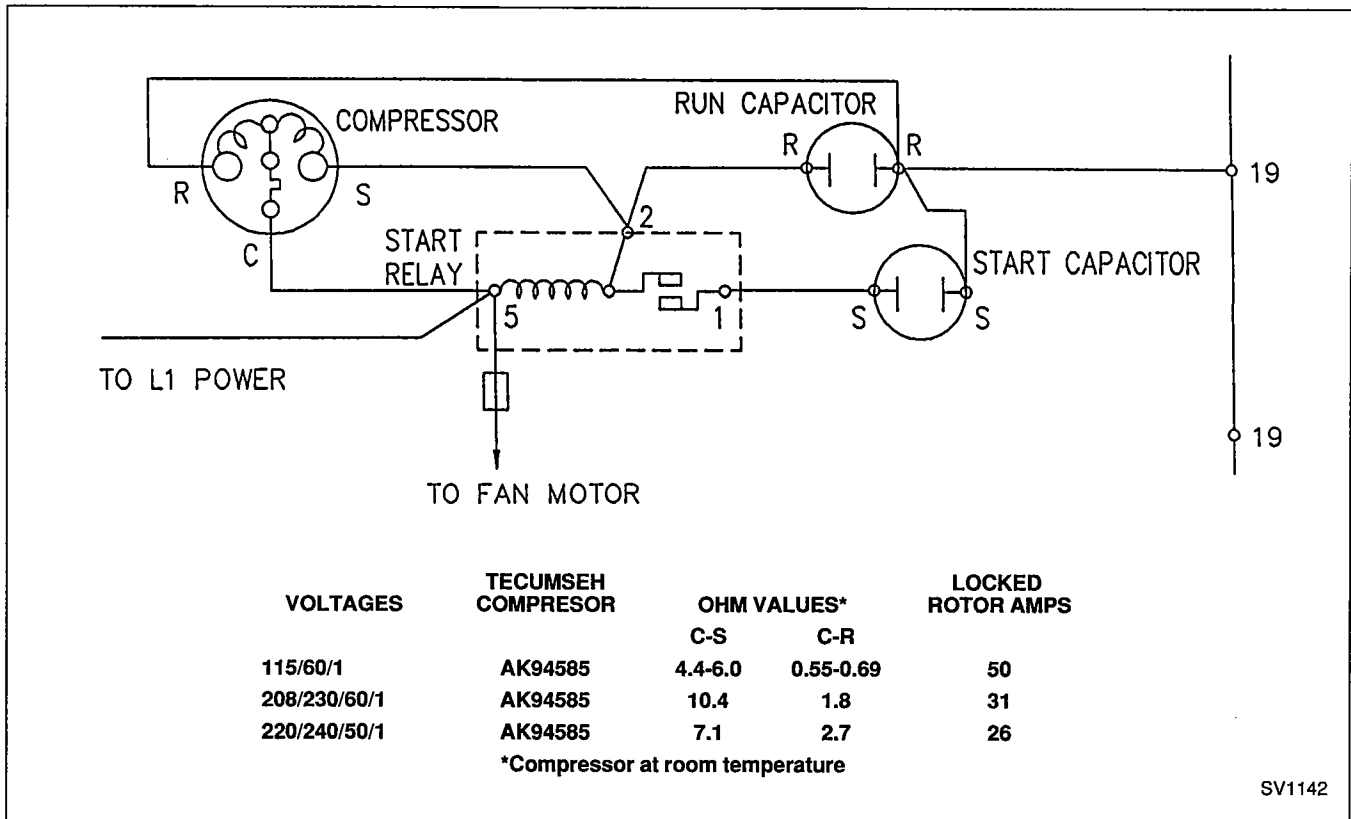 COMPRESSOR
RUN CAPACITOR
R
R
R
S
C
19
2
START
RELAY
START CAPACITOR
5
1
S
S
TO L1 POWER
19
TO FAN MOTOR
VOLTAGES TECUMSEH COMPRESOR OHM VALUES* LOCKED ROTOR AMPS
C-S C-R
115/60/1 AK94585 4.4-6.0 0.55-0.69 50
208/230/60/1 AK94585 10.4 1.8 31
220/240/50/1 AK94585 7.1 2.7 26
*Compressor at room temperature
SV1142